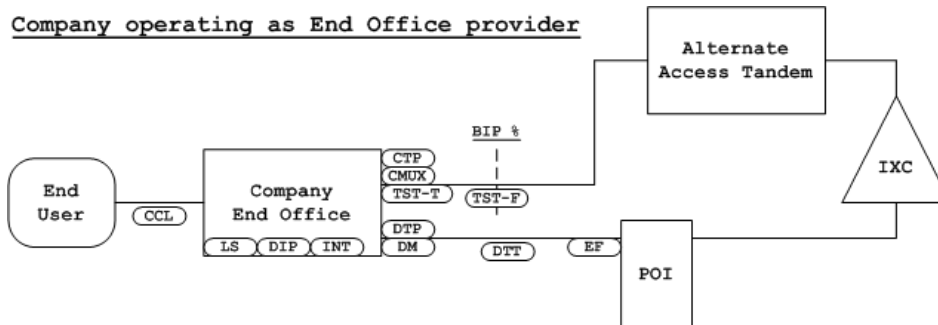 Company operating as End Office provider
Alternate
Access Tandem
BIP %
IXC
CTP
CMUX
TST-T
TST-F
End
User
CCL
Company
End Office
LS
DIP
INT
DTP
DM
DTT
EF
POI